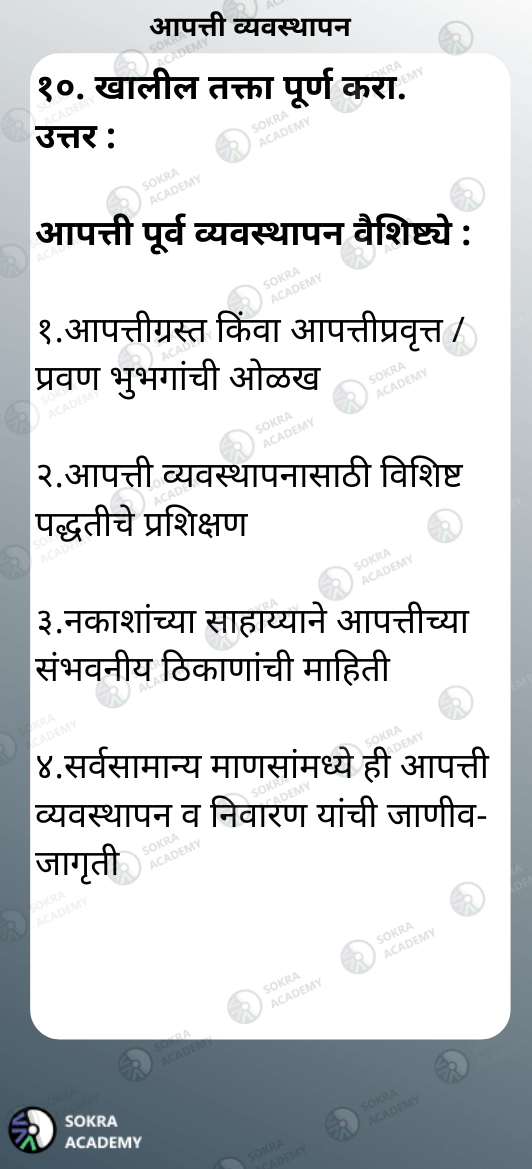 आपत्ती व्यवस्थापन
१०. खालील तक्ता पूर्ण करा.
उत्तर :
आपत्ती पूर्व व्यवस्थापन वैशिष्ट्ये :
१.आपत्तीग्रस्त किंवा आपत्तीप्रवृत्त /
प्रवण भुभगांची ओळख
२.आपत्ती व्यवस्थापनासाठी विशिष्ट
पद्धतीचे प्रशिक्षण
३.नकाशांच्या साहाय्याने आपत्तीच्या
संभवनीय ठिकाणांची माहिती
४.सर्वसामान्य माणसांमध्ये ही आपत्ती
व्यवस्थापन व निवारण यांची जाणीव-
जागृती
SOKRA
ACADEMY